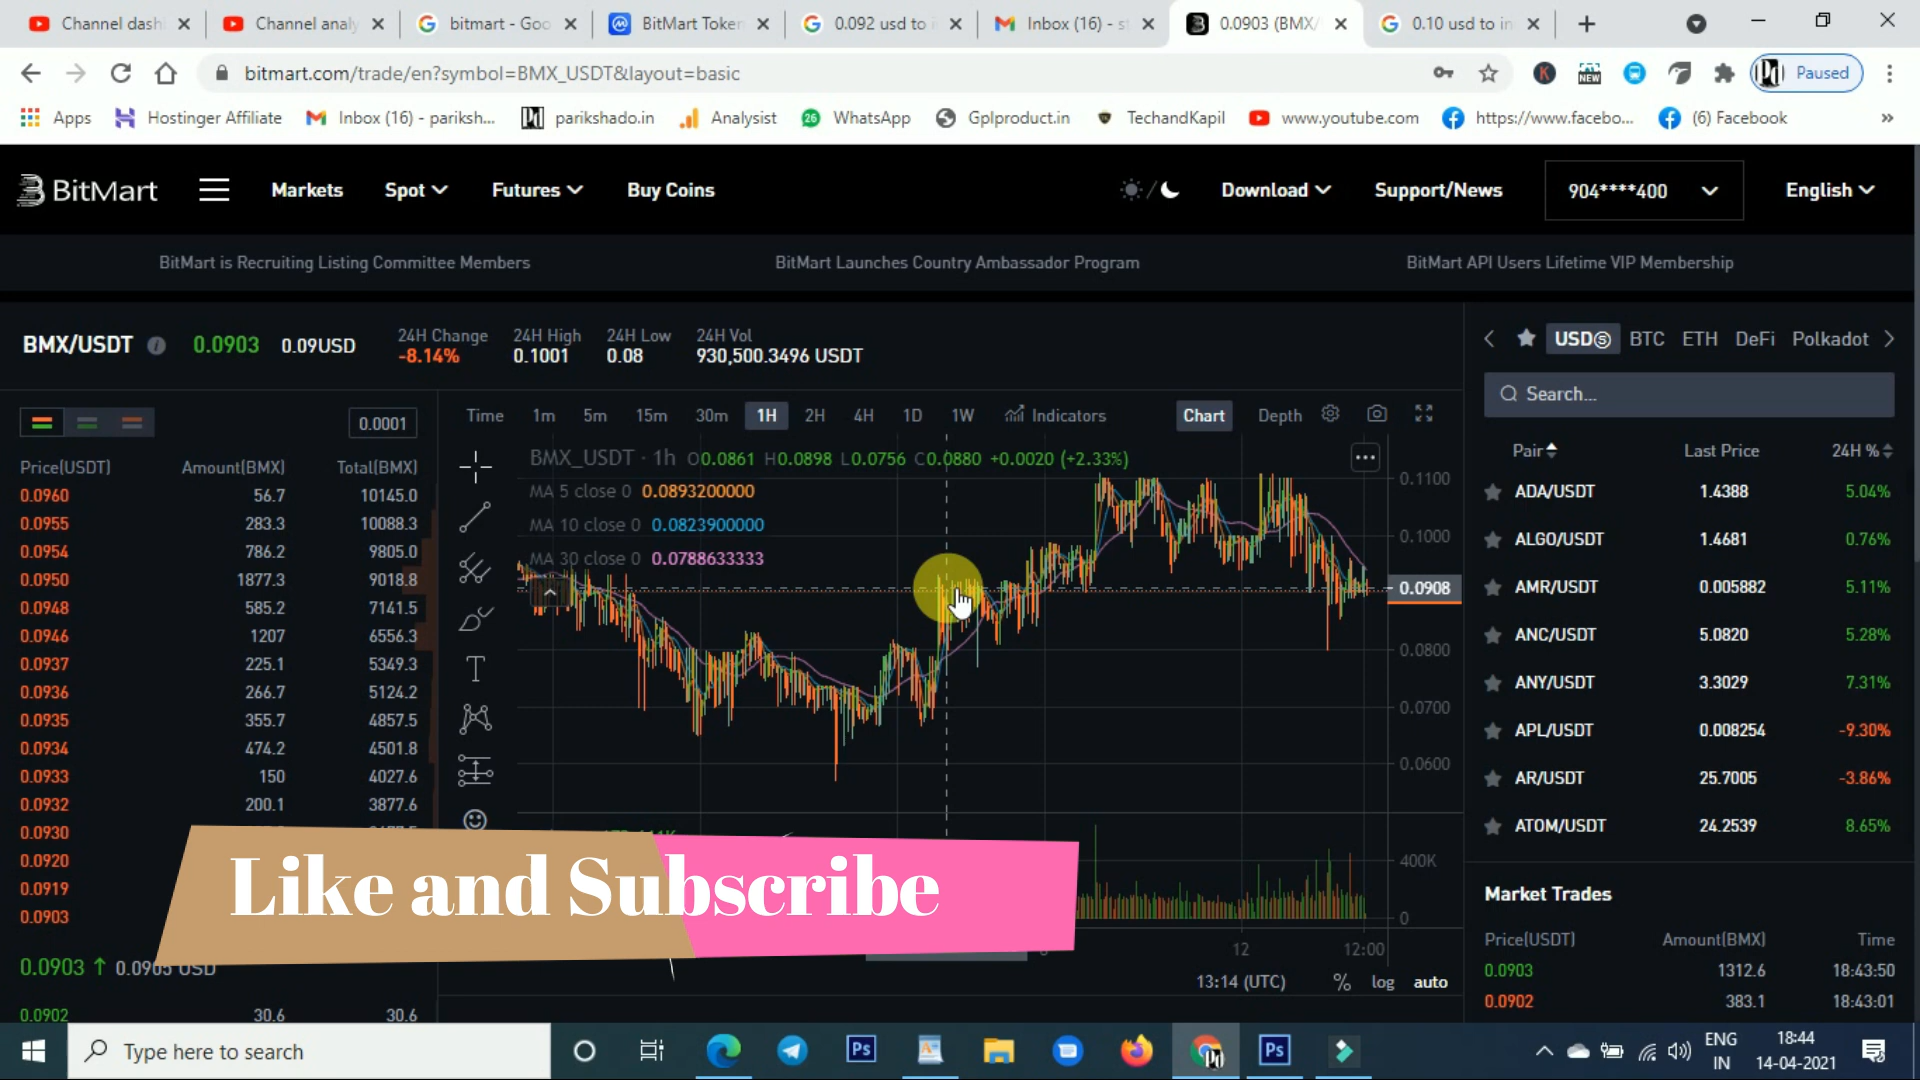 Channel dash
Channel analy
bitmart - Goo
BitMart Token
0.092 usd to i
Inbox (16) - s
0.0903 (BMX/
0.10 usd to in
bitmart.com/trade/en?symbol=BMX_USDT&layout=basic
NEW
Paused
Apps
Hostinger Affiliate
Inbox (16) - pariksh...
parikshado.in
Analysist
26
WhatsApp
Gplproduct.in
TechandKapil
www.youtube.com
https://www.facebo...
(6) Facebook
BitMart
Markets
Spot
Futures
Buy Coins
Download
Support/News
904****400
English
BitMart is Recruiting Listing Committee Members
BitMart Launches Country Ambassador Program
BitMart API Users Lifetime VIP Membership
BMX/USDT
0.0903
0.09USD
24H Change
-8.14%
24H High
0.1001
24H Low
0.08
24H Vol
930,500.3496 USDT
0.0001
Price(USDT) Amount(BMX) Total(BMX)
0.0960 56.7 10145.0
0.0955 283.3 10088.3
0.0954 786.2 9805.0
0.0950 1877.3 9018.8
0.0948 585.2 7141.5
0.0946 1207 6556.3
0.0937 225.1 5349.3
0.0936 266.7 5124.2
0.0935 355.7 4857.5
0.0934 474.2 4501.8
0.0933 150 4027.6
0.0932 200.1 3877.6
0.0930
0.0920
0.0919
0.0903
0.0903 ↑ 0.0903 USD
0.0902 30.6 30.6
Time 1m 5m 15m 30m 1H 2H 4H 1D 1W Indicators Chart Depth
BMX_USDT · 1h O0.0861 H0.0898 L0.0756 C0.0880 +0.0020 (+2.33%)
MA 5 close 0 0.0893200000
MA 10 close 0 0.0823900000
MA 30 close 0 0.0788633333
0.1100
0.1000
0.0908
0.0800
0.0700
0.0600
400K
0
12 12:00
13:14 (UTC) % log auto
Like and Subscribe
USDⓈ BTC ETH DeFi Polkadot
Search...
Pair Last Price 24H %
ADA/USDT 1.4388 5.04%
ALGO/USDT 1.4681 0.76%
AMR/USDT 0.005882 5.11%
ANC/USDT 5.0820 5.28%
ANY/USDT 3.3029 7.31%
APL/USDT 0.008254 -9.30%
AR/USDT 25.7005 -3.86%
ATOM/USDT 24.2539 8.65%
Market Trades
Price(USDT) Amount(BMX) Time
0.0903 1312.6 18:43:50
0.0902 383.1 18:43:01
Type here to search
Ps
Ps
ENG
IN
18:44
14-04-2021